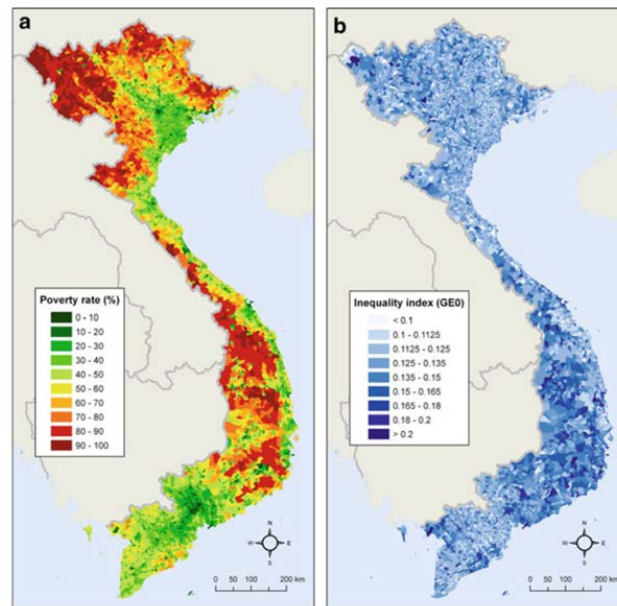 a
Poverty rate (%)
0 - 10
10 - 20
20 - 30
30 - 40
40 - 50
50 - 60
60 - 70
70 - 80
80 - 90
90 - 100
N
W E
S
0 50 100 200 km
b
Inequality index (GE0)
< 0.1
0.1 - 0.1125
0.1125 - 0.125
0.125 - 0.135
0.135 - 0.15
0.15 - 0.165
0.165 - 0.18
0.18 - 0.2
> 0.2
N
W E
S
0 50 100 200 km